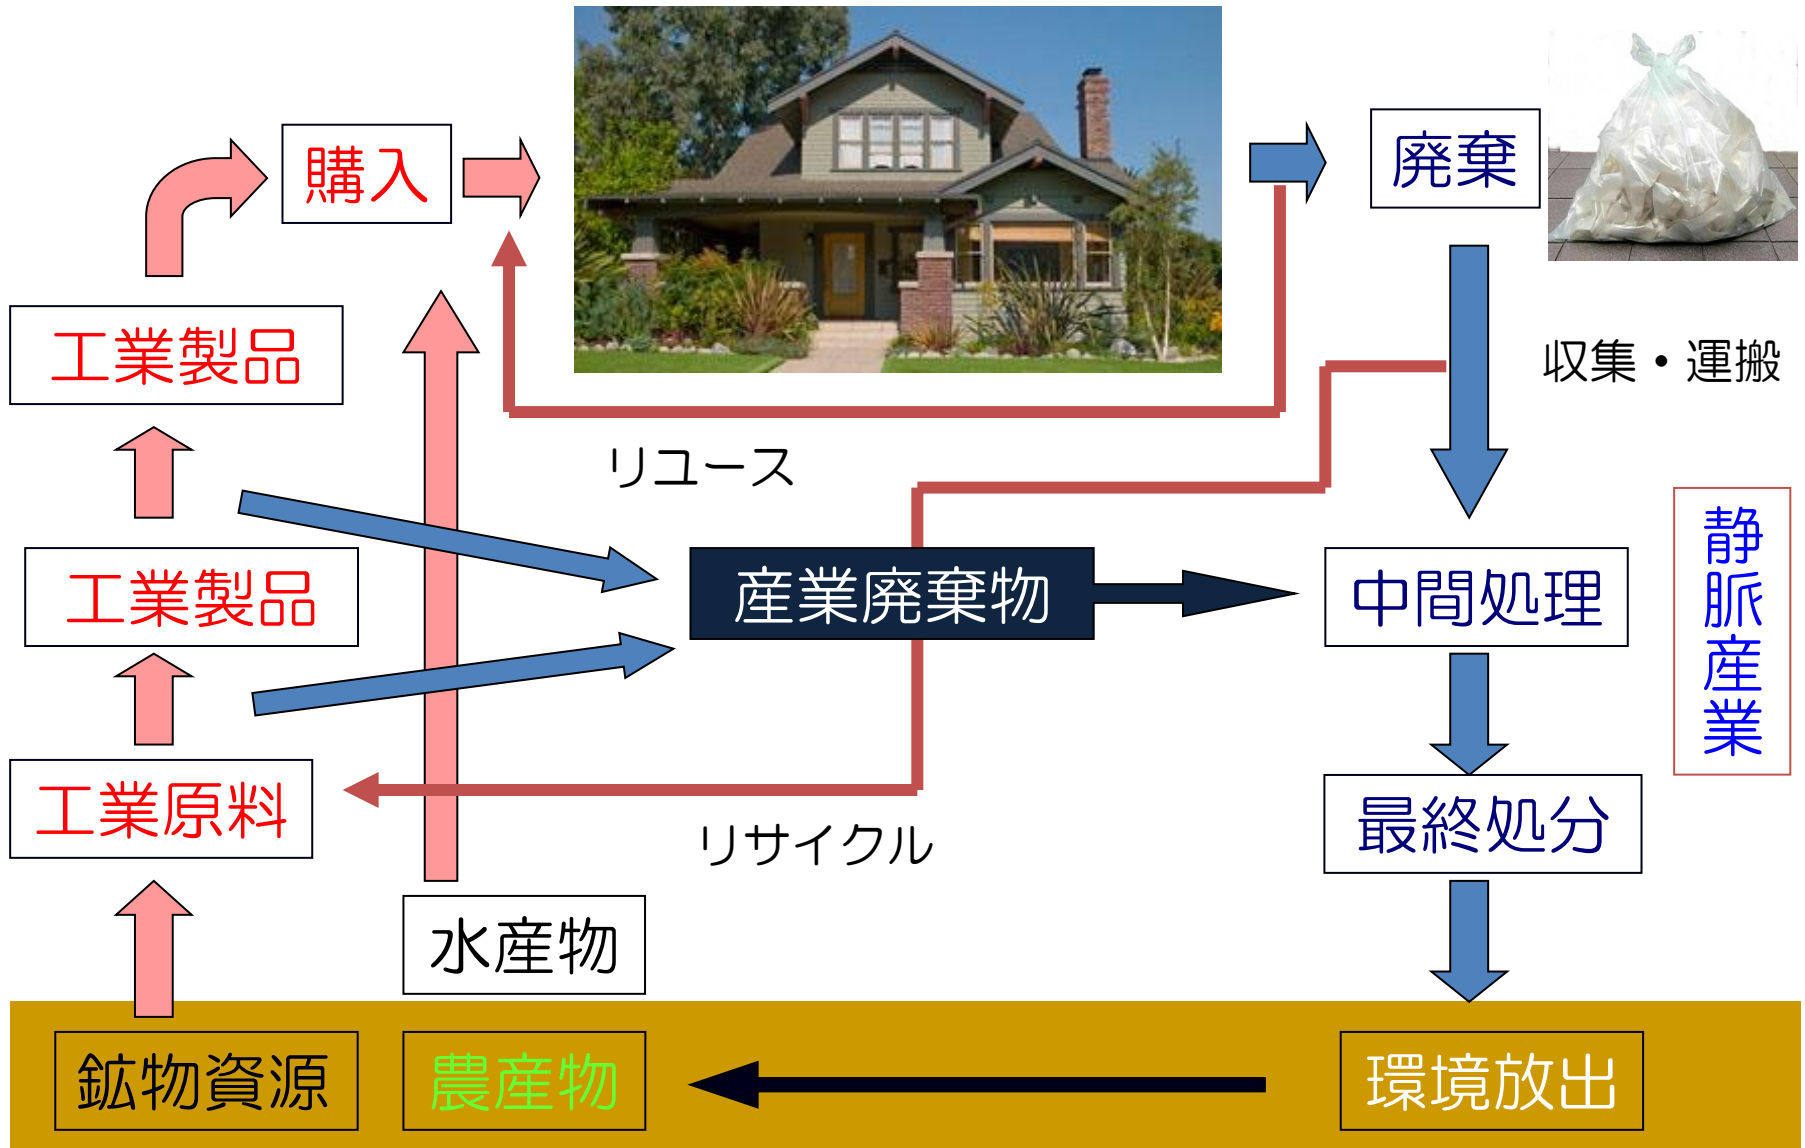 購入
廃棄
工業製品
収集・運搬
リユース
工業製品
産業廃棄物
中間処理
静脈産業
工業原料
リサイクル
最終処分
水産物
鉱物資源
農産物
環境放出